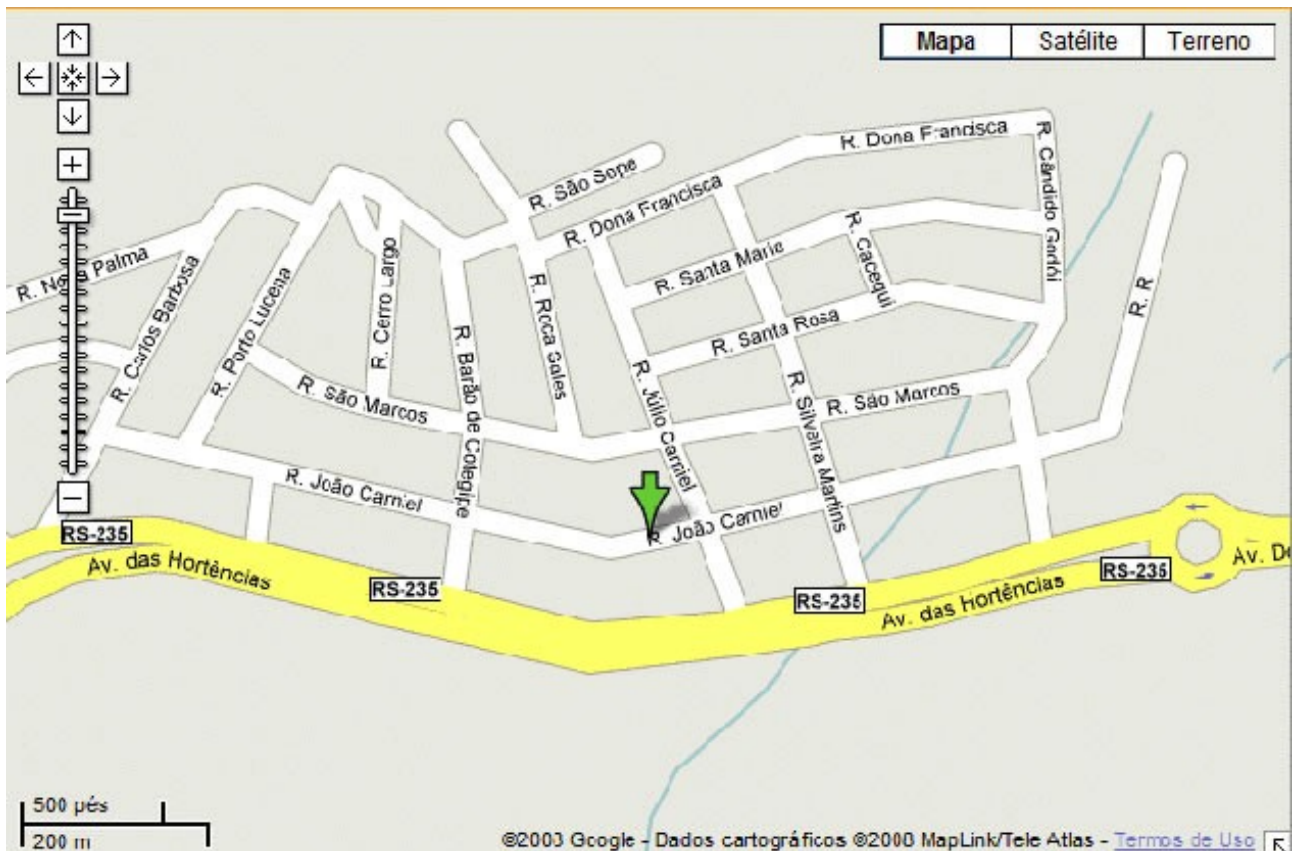 Mapa
Satélite
Terreno
R. Dona Francisca
R. Cândido Godói
R. São Sepe
R. Dona Francisca
R. Palma
R. Carlos Barbosa
R. Porto Lucena
R. Cerro Largo
R. Barão de Cotegipe
R. Roca Sales
R. Santa Maria
R. Cacequi
R. Santa Rosa
R. R
R. São Marcos
R. Júlio Carniel
R. Silveira Martins
R. São Marcos
R. João Carniel
R. João Carniel
RS-235
Av. das Hortências
RS-235
RS-235
Av. das Hortências
RS-235
Av. De
500 pés
200 m
©2008 Google - Dados cartográficos ©2008 MapLink/Tele Atlas - Termos de Uso